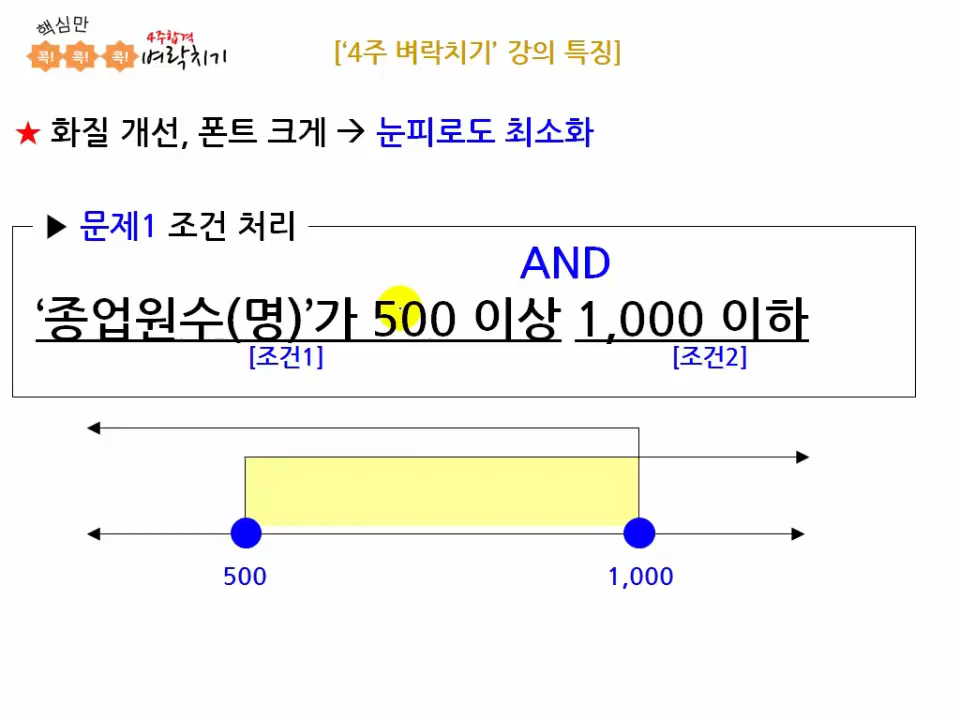 핵심만
콕! 콕! 콕! 4주합격 벼락치기
[‘4주 벼락치기’ 강의 특징]
★ 화질 개선, 폰트 크게 → 눈피로도 최소화
▶ 문제1 조건 처리
AND
‘종업원수(명)’가 500 이상 1,000 이하
[조건1] [조건2]
500 1,000